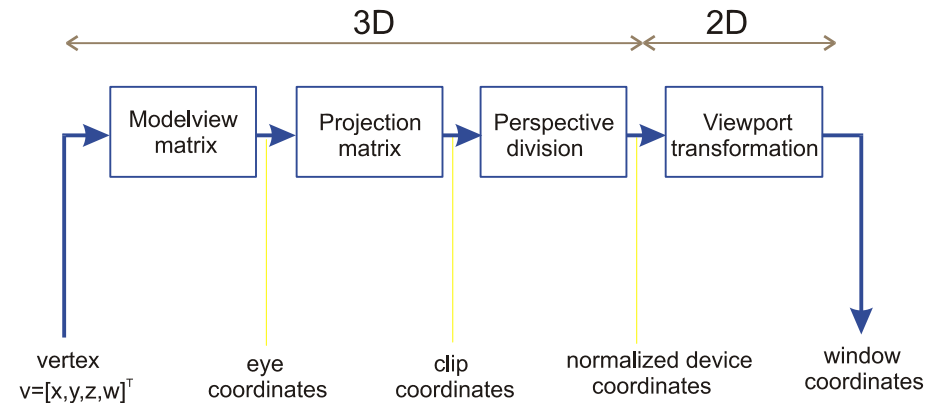 3D
2D
Modelview
matrix
Projection
matrix
Perspective
division
Viewport
transformation
vertex
v=[x,y,z,w]ᵀ
eye
coordinates
clip
coordinates
normalized device
coordinates
window
coordinates